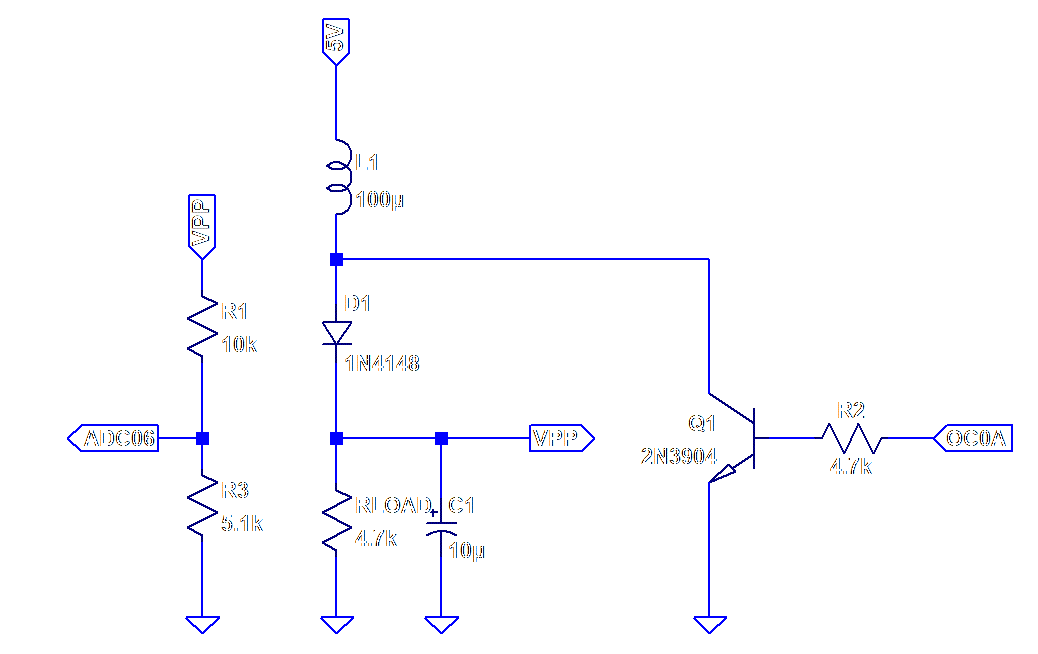 5V
L1
100µ
VPP
D1
R1
10k
1N4148
R2
Q1
ADC06
VPP
OC0A
2N3904
4.7k
R3
RLOAD
+
C1
5.1k
4.7k
10µ